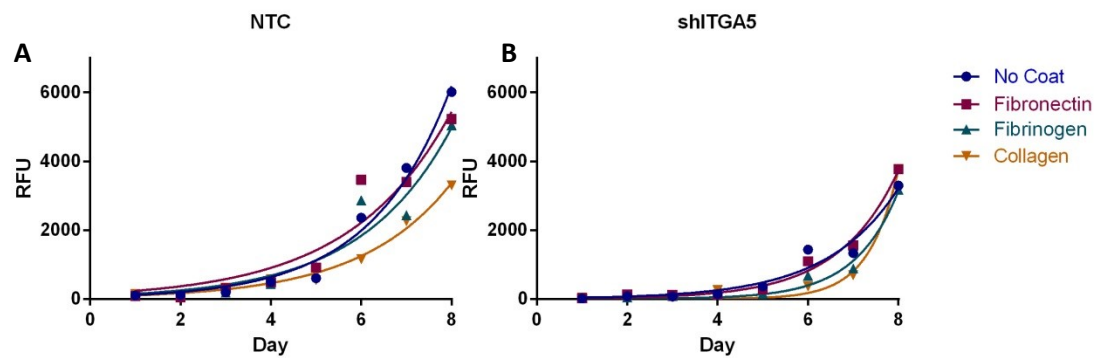 NTC
shITGA5
A
B
6000
4000
2000
0
RFU
0
2
4
6
8
Day
6000
4000
2000
0
RFU
0
2
4
6
8
Day
No Coat
Fibronectin
Fibrinogen
Collagen